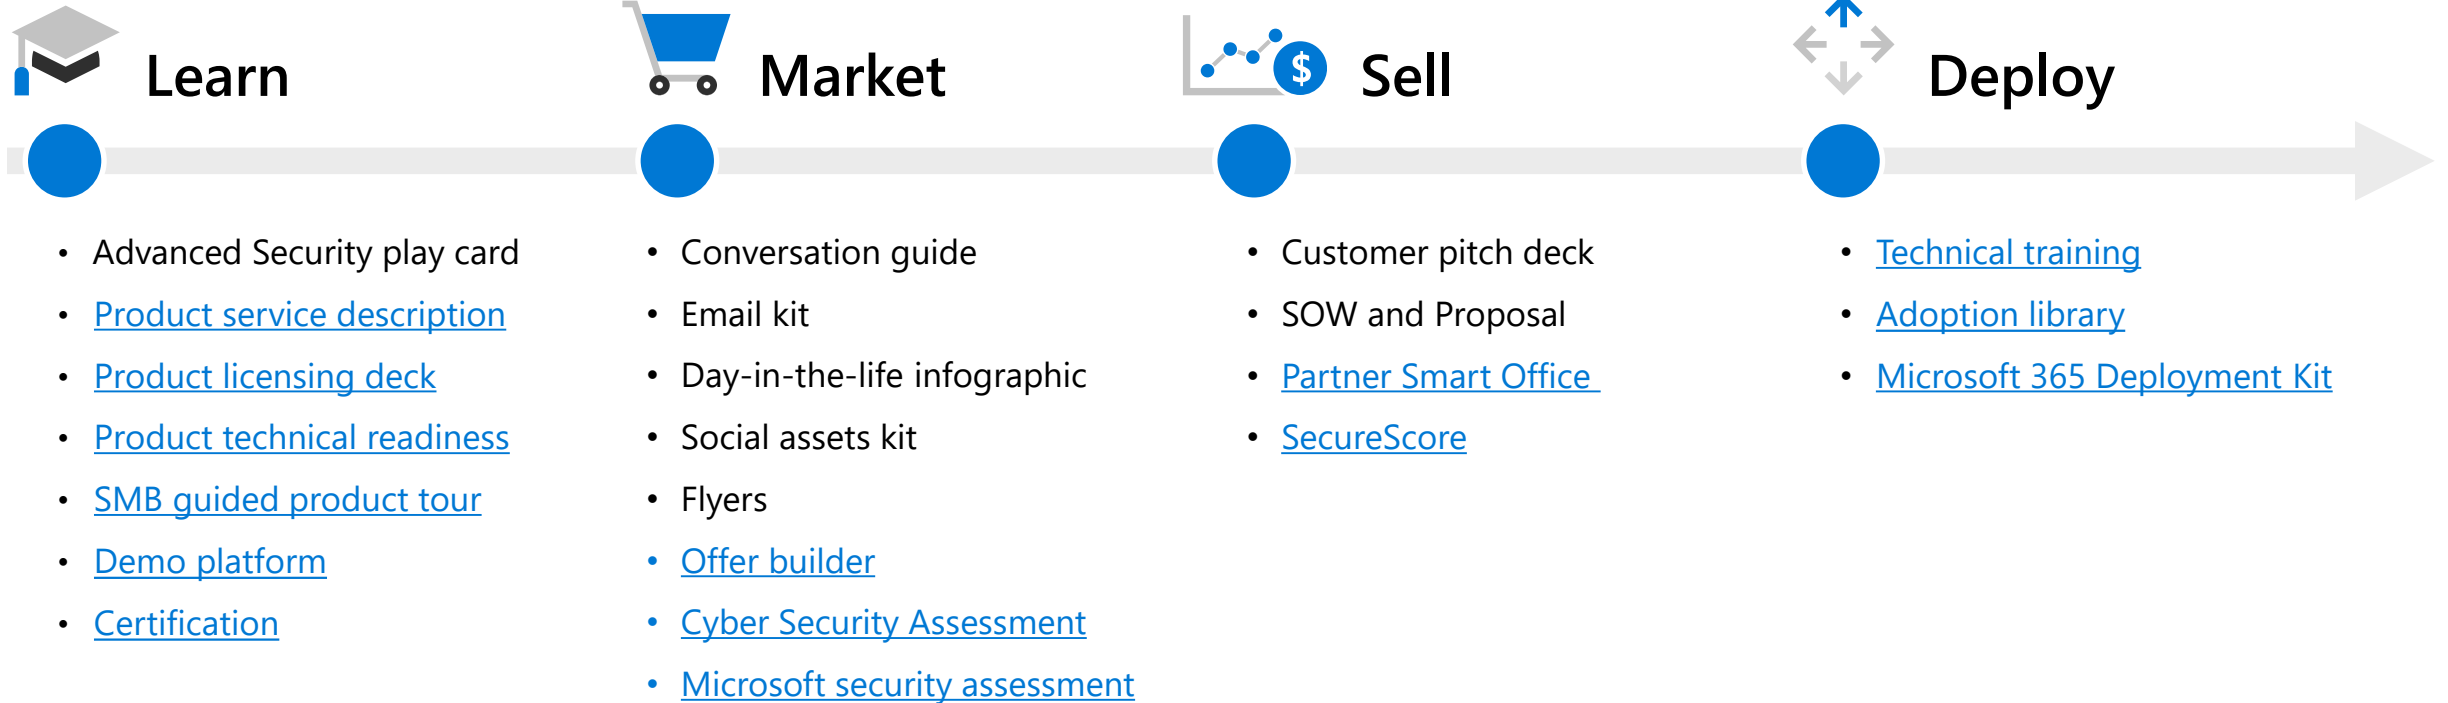 Learn
Market
$
Sell
Deploy
• Advanced Security play card
• Product service description
• Product licensing deck
• Product technical readiness
• SMB guided product tour
• Demo platform
• Certification
• Conversation guide
• Email kit
• Day-in-the-life infographic
• Social assets kit
• Flyers
• Offer builder
• Cyber Security Assessment
• Microsoft security assessment
• Customer pitch deck
• SOW and Proposal
• Partner Smart Office
• SecureScore
• Technical training
• Adoption library
• Microsoft 365 Deployment Kit